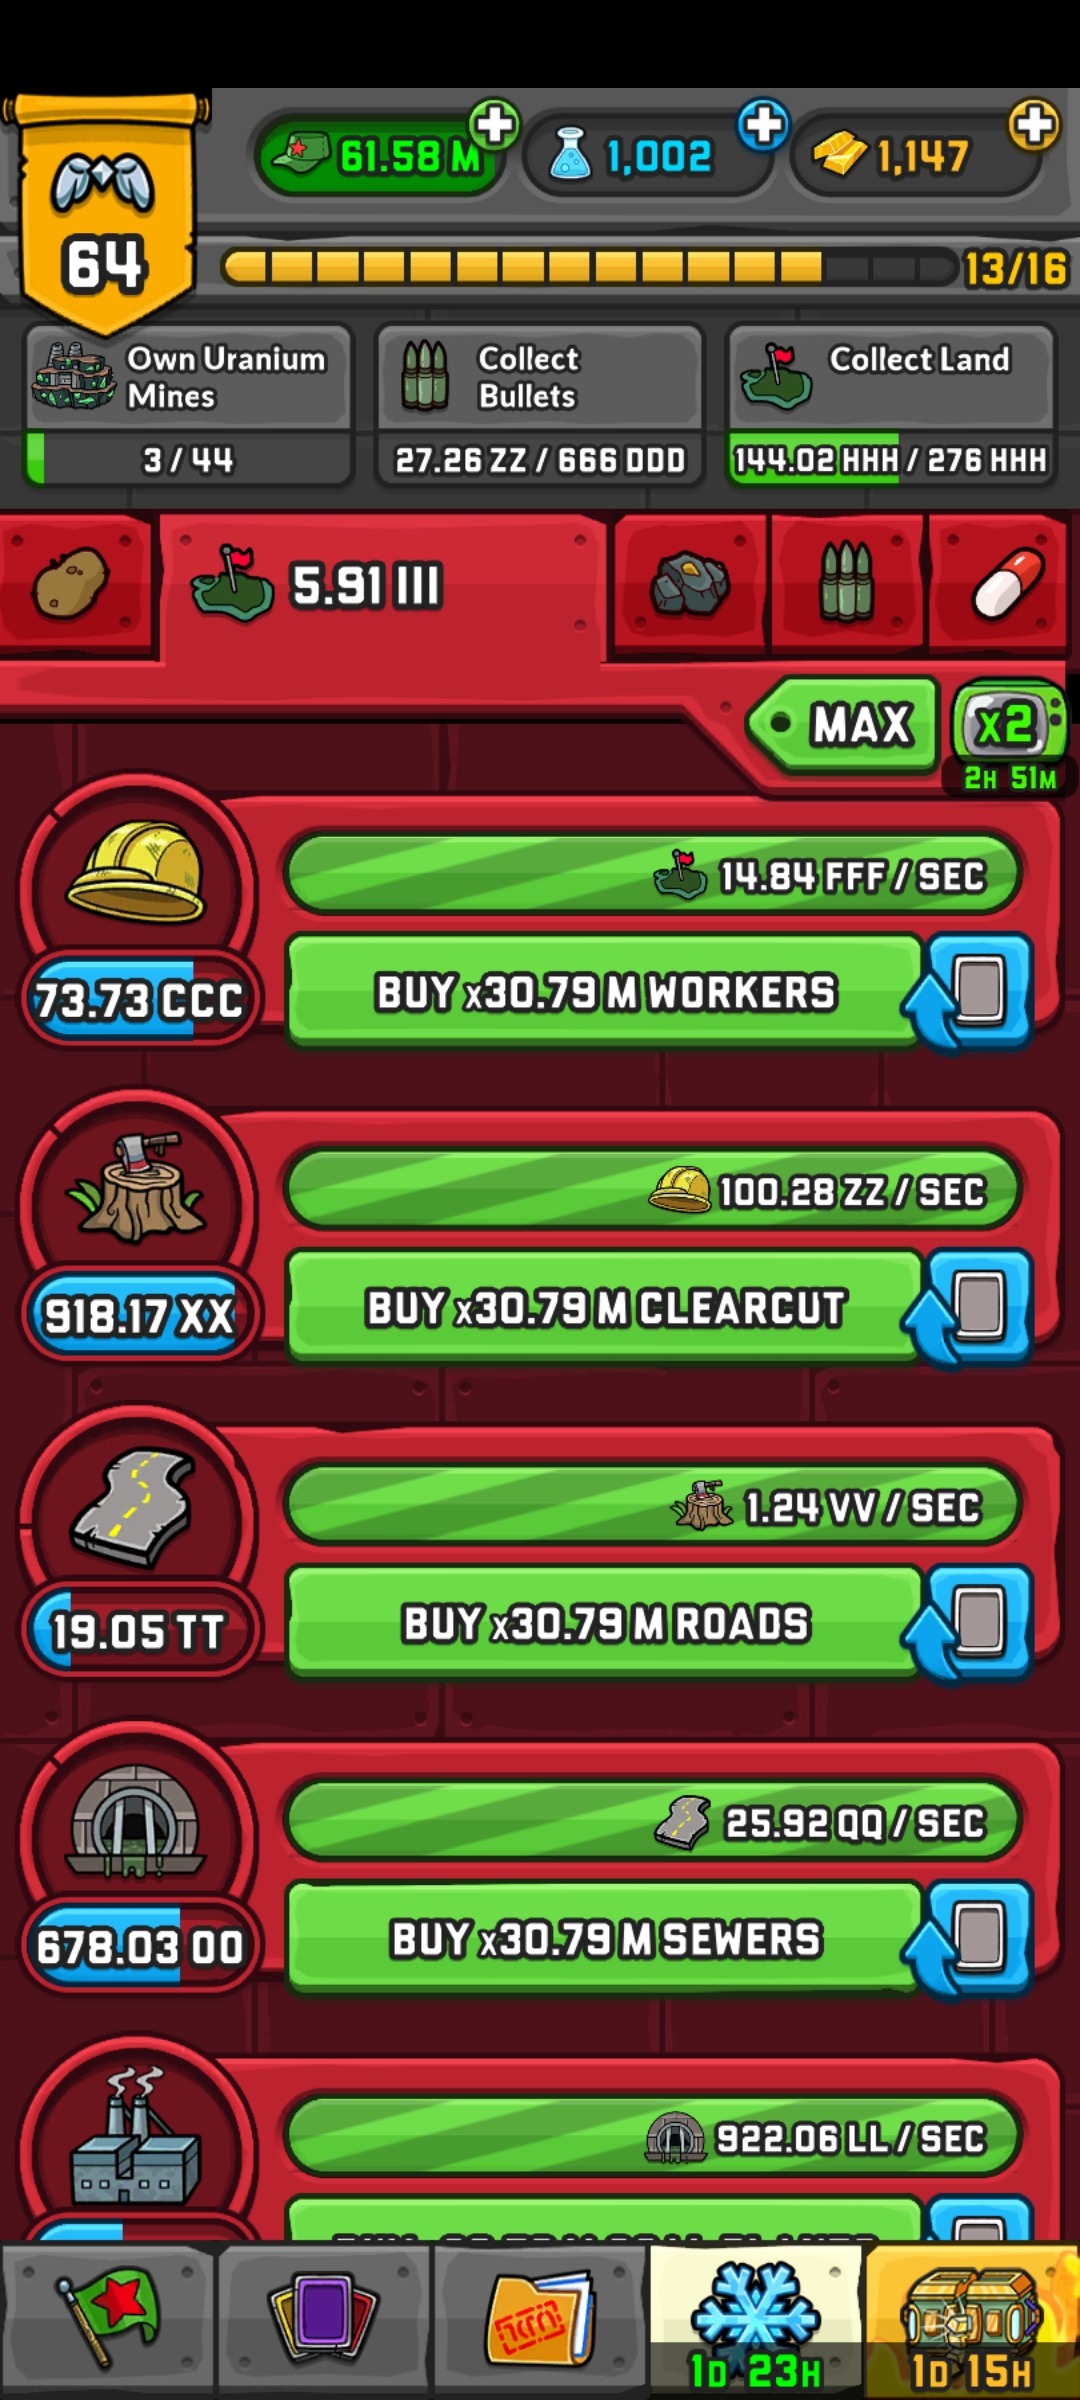 61.58 M
1,002
1,147
64
13/16
Own Uranium
Mines
3 / 44
Collect
Bullets
27.26 ZZ / 666 DDD
Collect Land
144.02 HHH / 276 HHH
5.91 III
MAX
x2
2H 51M
14.84 FFF / SEC
73.73 CCC
BUY x30.79 M WORKERS
100.28 ZZ / SEC
918.17 XX
BUY x30.79 M CLEARCUT
1.24 VV / SEC
19.05 TT
BUY x30.79 M ROADS
25.92 QQ / SEC
678.03 OO
BUY x30.79 M SEWERS
922.06 LL / SEC
1D 23H
1D 15H